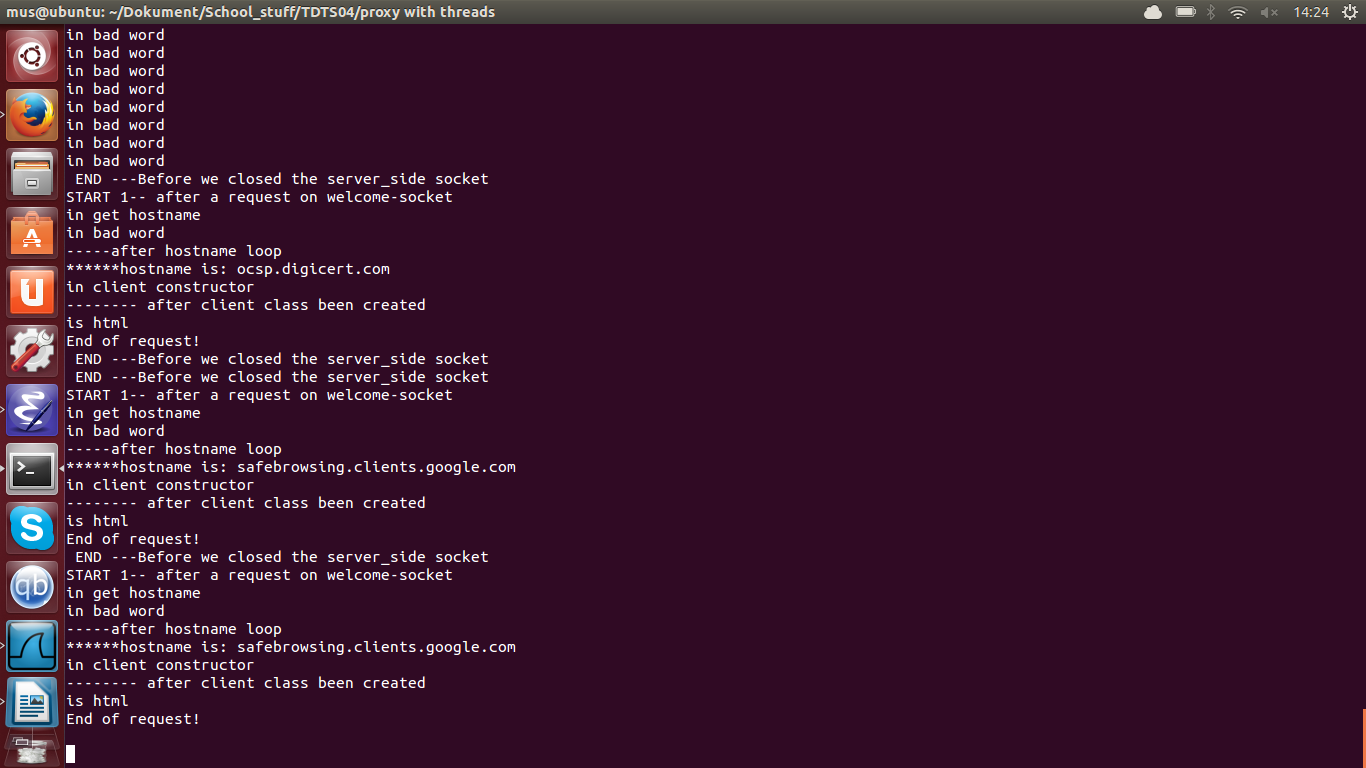 mus@ubuntu: ~/Dokument/School_stuff/TDTS04/proxy with threads
14:24
in bad word
in bad word
in bad word
in bad word
in bad word
in bad word
in bad word
in bad word
 END ---Before we closed the server_side socket
START 1-- after a request on welcome-socket
in get hostname
in bad word
-----after hostname loop
******hostname is: ocsp.digicert.com
in client constructor
-------- after client class been created
is html
End of request!
 END ---Before we closed the server_side socket
 END ---Before we closed the server_side socket
START 1-- after a request on welcome-socket
in get hostname
in bad word
-----after hostname loop
******hostname is: safebrowsing.clients.google.com
in client constructor
-------- after client class been created
is html
End of request!
 END ---Before we closed the server_side socket
START 1-- after a request on welcome-socket
in get hostname
in bad word
-----after hostname loop
******hostname is: safebrowsing.clients.google.com
in client constructor
-------- after client class been created
is html
End of request!